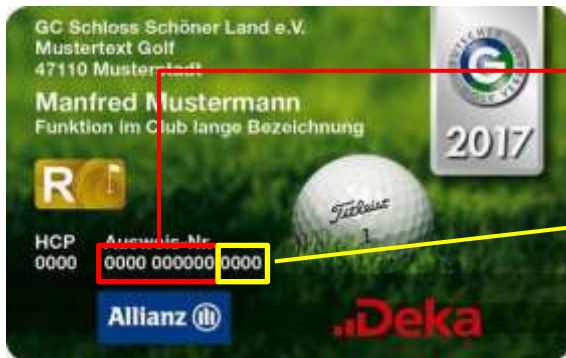 GC Schloss Schöner Land e.V.
Mustertext Golf
47110 Musterstadt
Manfred Mustermann
Funktion im Club lange Bezeichnung
G
2017
R
Titleist
1
HCP Ausweis-Nr.
0000 0000 000000 0000
Allianz
Deka